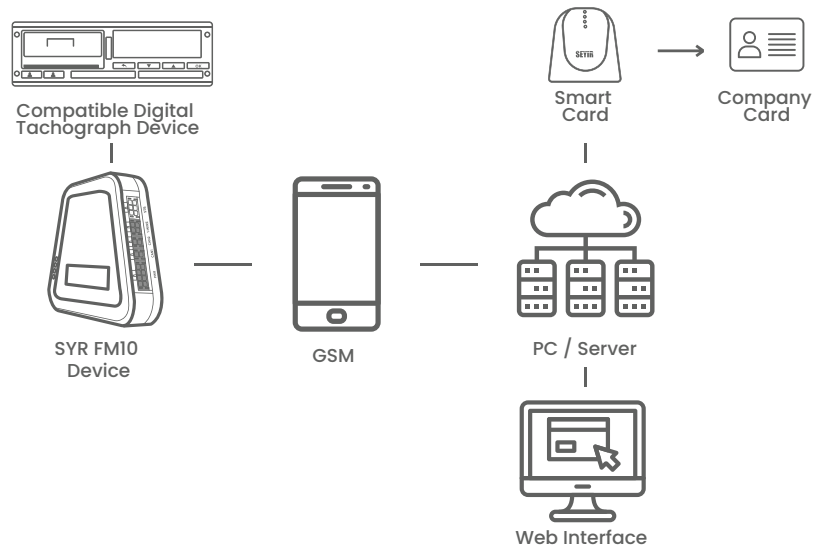 SEYIR
Smart
Card
Company
Card
Compatible Digital
Tachograph Device
SYR FM10
Device
GSM
PC / Server
Web Interface